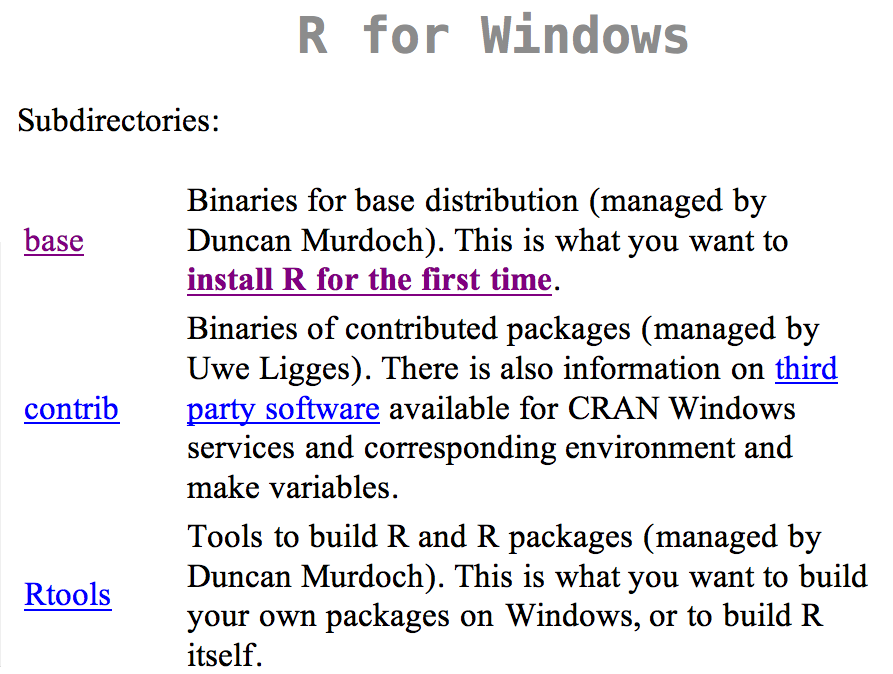 R for Windows
Subdirectories:
base
Binaries for base distribution (managed by
Duncan Murdoch). This is what you want to
install R for the first time.
contrib
Binaries of contributed packages (managed by
Uwe Ligges). There is also information on third
party software available for CRAN Windows
services and corresponding environment and
make variables.
Rtools
Tools to build R and R packages (managed by
Duncan Murdoch). This is what you want to build
your own packages on Windows, or to build R
itself.